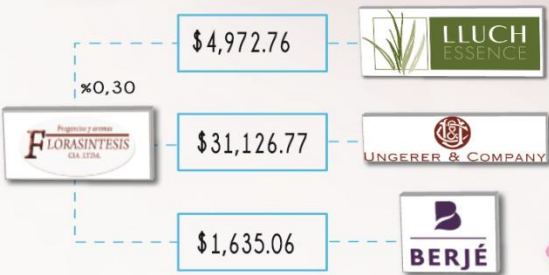 $4,972.76
LLUCH
ESSENCE
%0,30
Fragancias y aromas
FLORASINTESIS
CIA. LTDA.
$31,126.77
UNGERER & COMPANY
$1,635.06
BERJÉ